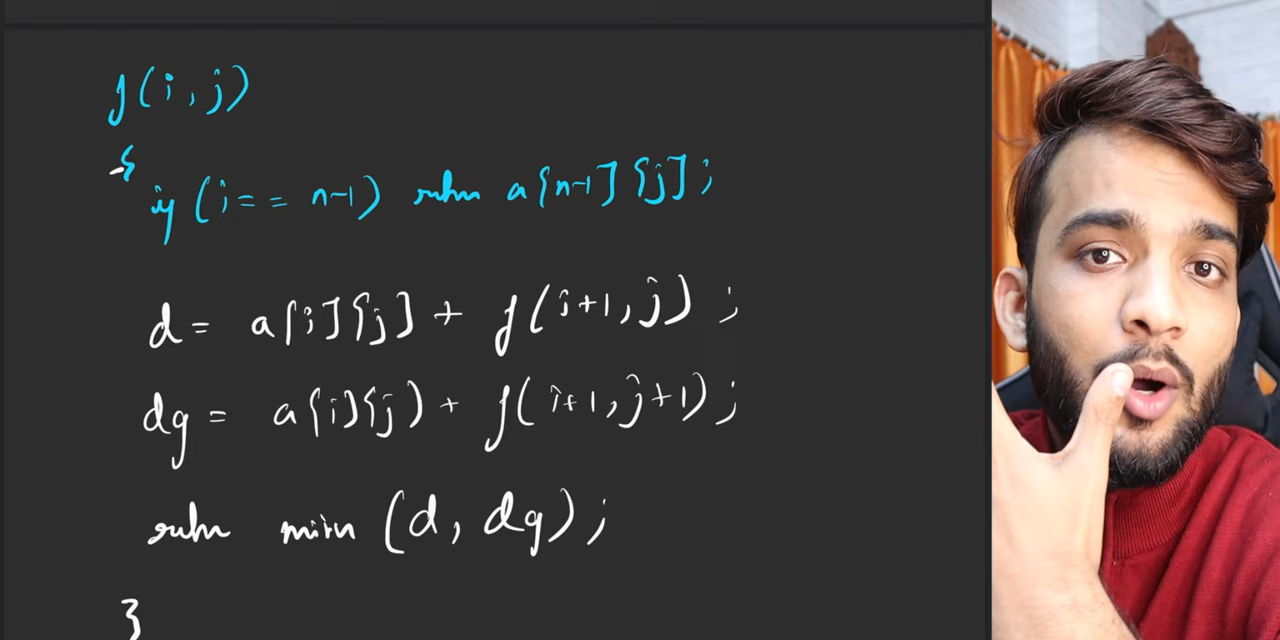 f(i, j)
{
if (i == n-1) return a[n-1][j];
d = a[i][j] + f(i+1, j);
dg = a[i][j] + f(i+1, j+1);
return min (d, dg);
}